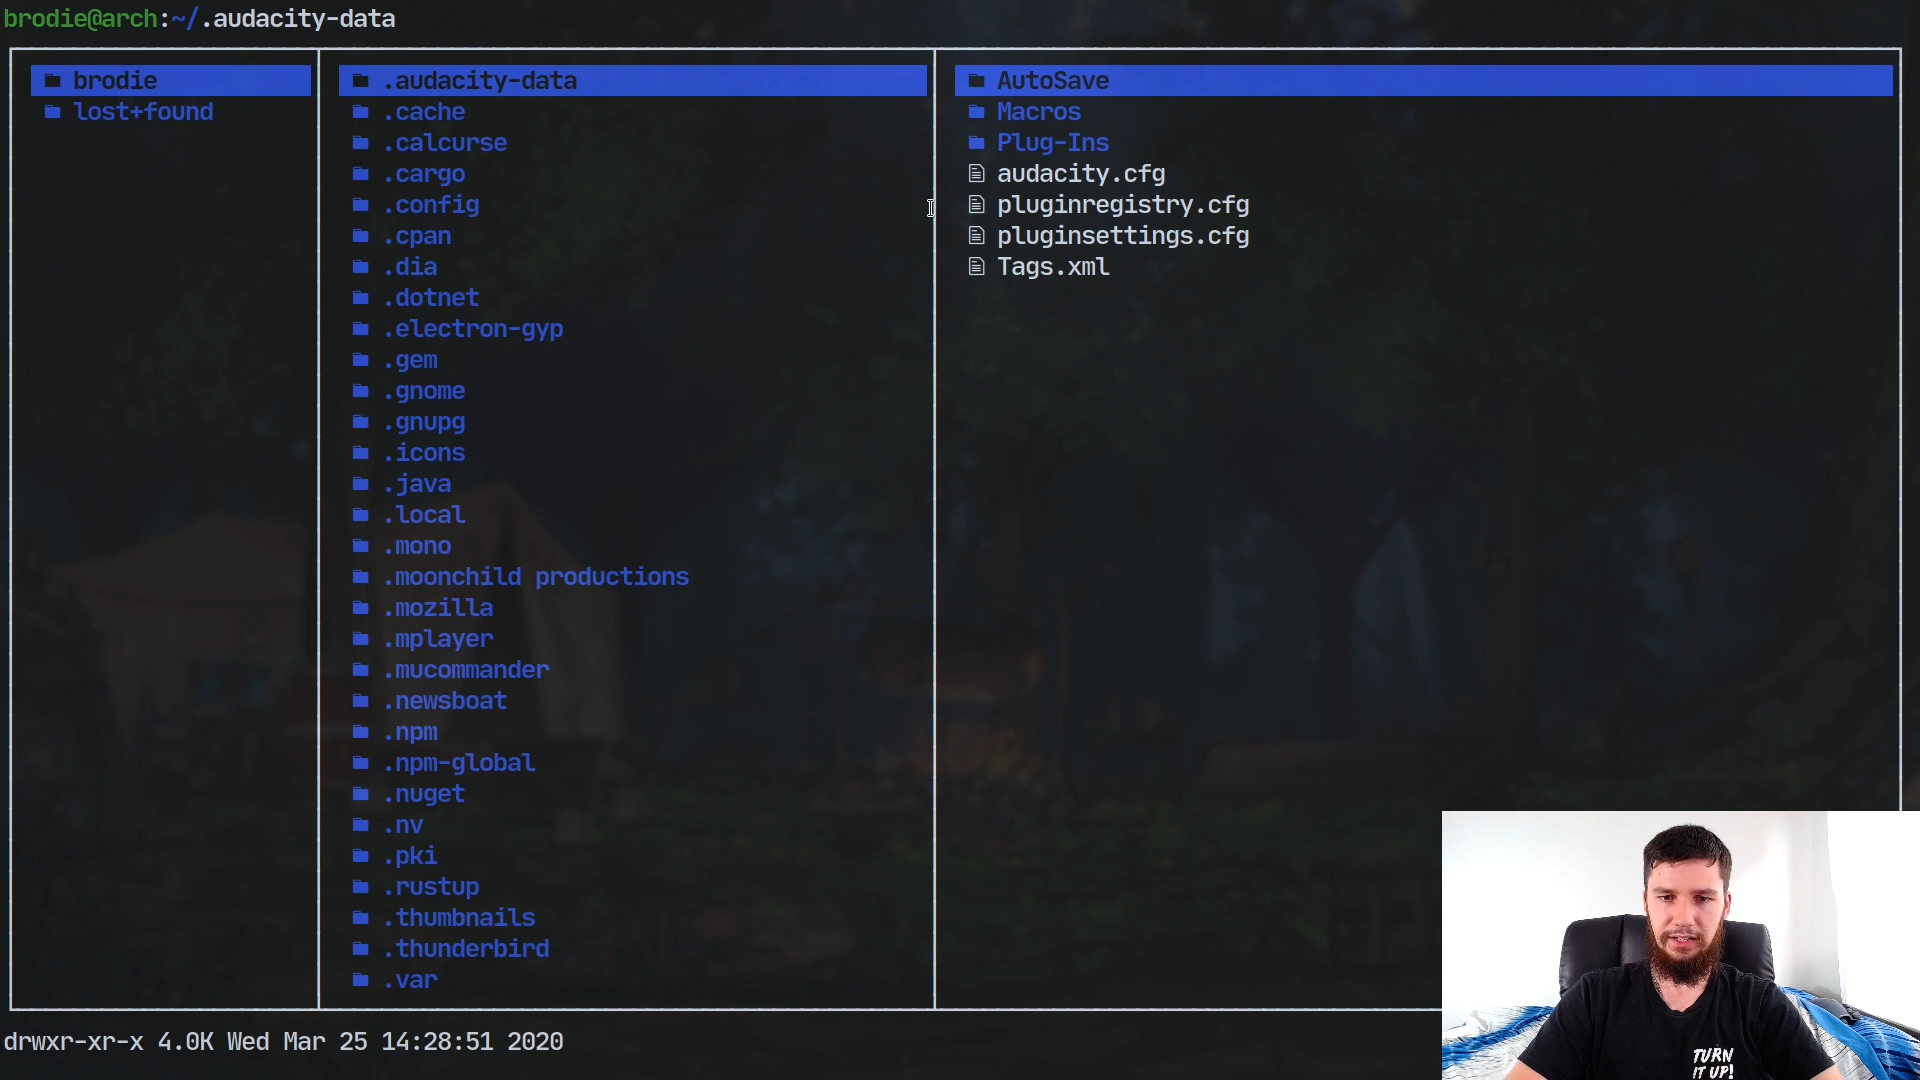 brodie@arch:~/.audacity-data
brodie
lost+found
.audacity-data
.cache
.calcurse
.cargo
.config
.cpan
.dia
.dotnet
.electron-gyp
.gem
.gnome
.gnupg
.icons
.java
.local
.mono
.moonchild productions
.mozilla
.mplayer
.mucommander
.newsboat
.npm
.npm-global
.nuget
.nv
.pki
.rustup
.thumbnails
.thunderbird
.var
AutoSave
Macros
Plug-Ins
audacity.cfg
pluginregistry.cfg
pluginsettings.cfg
Tags.xml
drwxr-xr-x 4.0K Wed Mar 25 14:28:51 2020
TURN
IT UP!